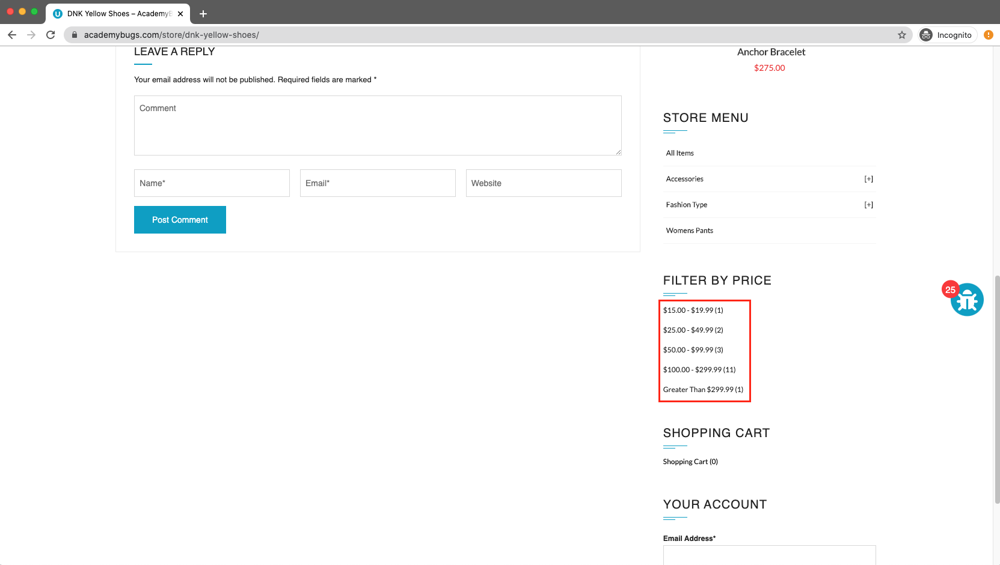 DNK Yellow Shoes – AcademyB
academybugs.com/store/dnk-yellow-shoes/
Incognito
LEAVE A REPLY
Your email address will not be published. Required fields are marked *
Comment
Name*
Email*
Website
Post Comment
Anchor Bracelet
$275.00
STORE MENU
All Items
Accessories [+]
Fashion Type [+]
Womens Pants
FILTER BY PRICE
$15.00 - $19.99 (1)
$25.00 - $49.99 (2)
$50.00 - $99.99 (3)
$100.00 - $299.99 (11)
Greater Than $299.99 (1)
25
SHOPPING CART
Shopping Cart (0)
YOUR ACCOUNT
Email Address*